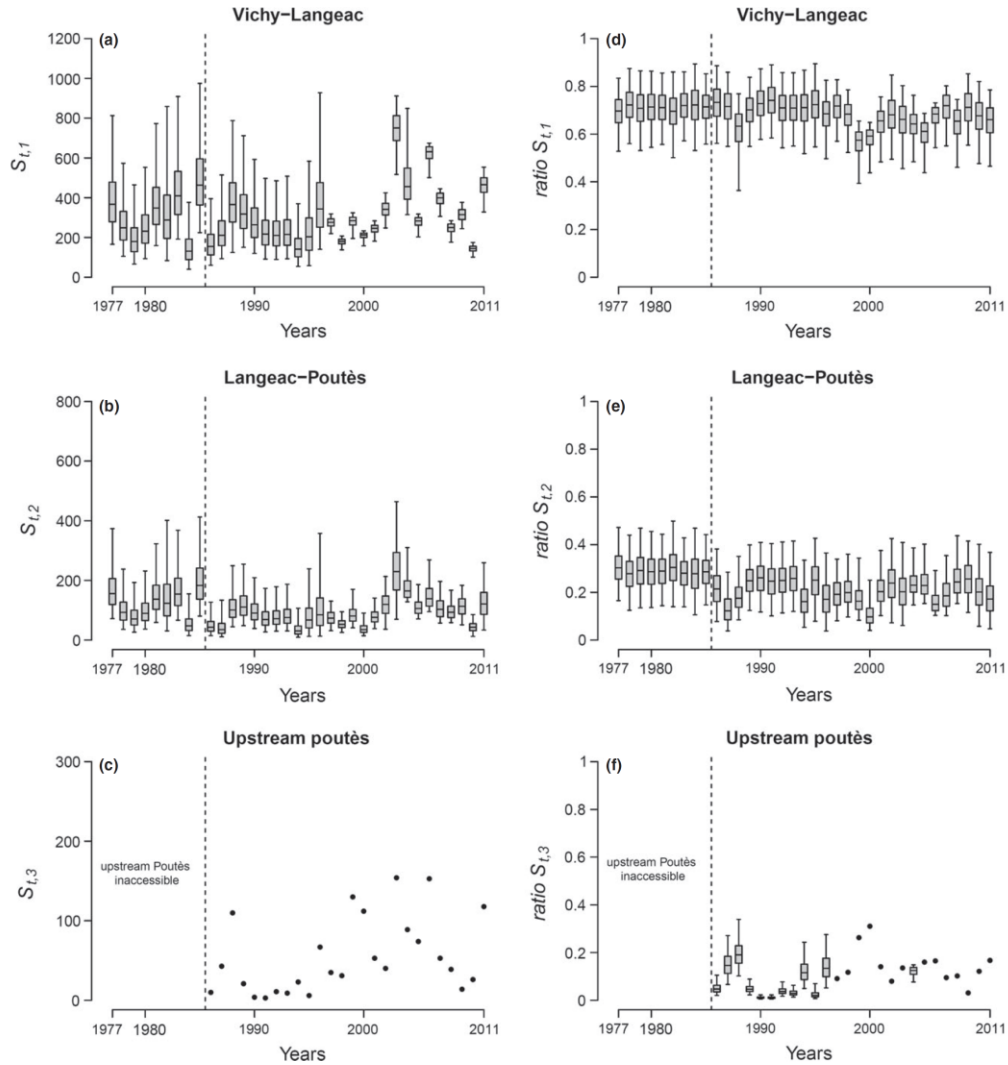 Vichy−Langeac
(a)
1200
1000
800
600
400
200
0
S_{t,1}
1977 1980 1990 2000 2011
Years
Vichy−Langeac
(d)
1
0.8
0.6
0.4
0.2
0
ratio S_{t,1}
1977 1980 1990 2000 2011
Years
Langeac−Poutès
(b)
800
600
400
200
0
S_{t,2}
1977 1980 1990 2000 2011
Years
Langeac−Poutès
(e)
1
0.8
0.6
0.4
0.2
0
ratio S_{t,2}
1977 1980 1990 2000 2011
Years
Upstream poutès
(c)
300
200
100
0
S_{t,3}
upstream Poutès
inaccessible
1977 1980 1990 2000 2011
Years
Upstream poutès
(f)
1
0.8
0.6
0.4
0.2
0
ratio S_{t,3}
upstream Poutès
inaccessible
1977 1980 1990 2000 2011
Years